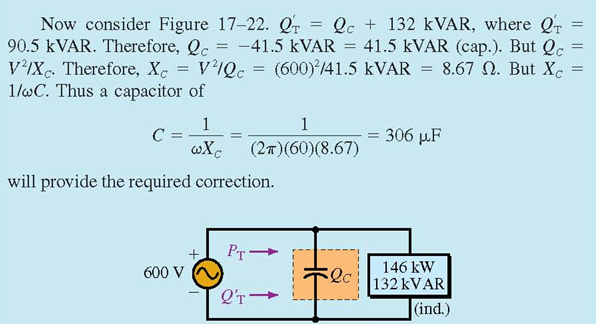 Now consider Figure 17–22. Q′T = QC + 132 kVAR, where Q′T =
90.5 kVAR. Therefore, QC = −41.5 kVAR = 41.5 kVAR (cap.). But QC =
V²/XC. Therefore, XC = V²/QC = (600)²/41.5 kVAR = 8.67 Ω. But XC =
1/ωC. Thus a capacitor of
C = 1/ωXC = 1/(2π)(60)(8.67) = 306 μF
will provide the required correction.
+ PT
600 V QC 146 kW
− Q′T 132 kVAR
(ind.)